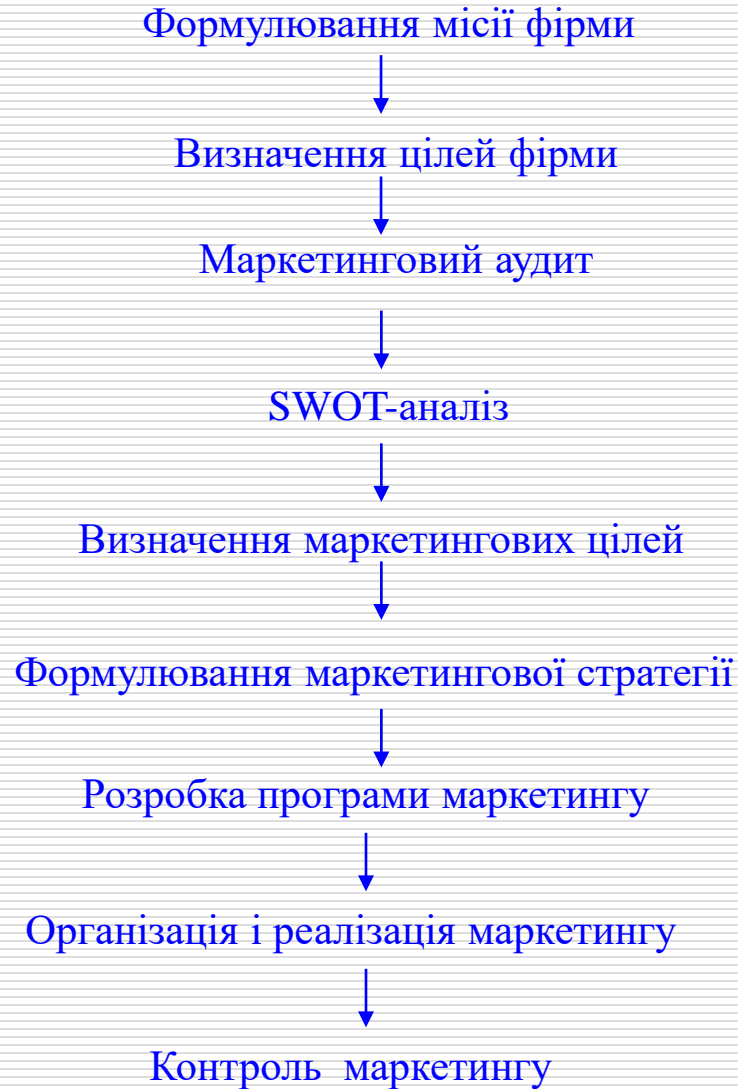 Формулювання місії фірми
Визначення цілей фірми
Маркетинговий аудит
SWOT-аналіз
Визначення маркетингових цілей
Формулювання маркетингової стратегії
Розробка програми маркетингу
Організація і реалізація маркетингу
Контроль маркетингу